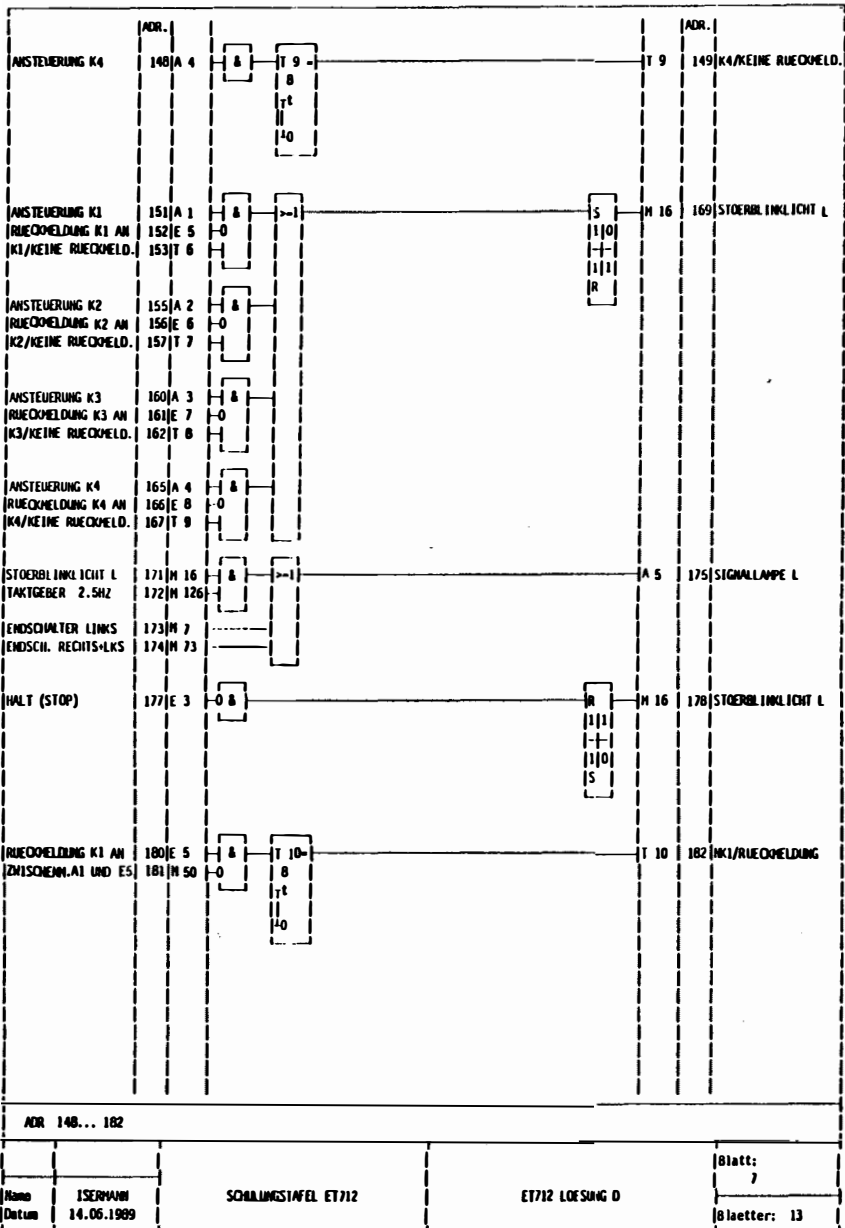 ADR. ADR.
ANSTEUERUNG K4 148 A 4 & T 9 = T 9 149 K4/KEINE RUECKMELD.
8
t
0
ANSTEUERUNG K1 151 A 1 & >=1 S M 16 169 STOERBLINKLICHT L
RUECKMELDUNG K1 AN 152 E 5 O 1 0
K1/KEINE RUECKMELD. 153 T 6 1 1
R
ANSTEUERUNG K2 155 A 2 &
RUECKMELDUNG K2 AN 156 E 6 O
K2/KEINE RUECKMELD. 157 T 7
ANSTEUERUNG K3 160 A 3 &
RUECKMELDUNG K3 AN 161 E 7 O
K3/KEINE RUECKMELD. 162 T 8
ANSTEUERUNG K4 165 A 4 &
RUECKMELDUNG K4 AN 166 E 8 O
K4/KEINE RUECKMELD. 167 T 9
STOERBLINKLICHT L 171 M 16 & >=1 A 5 175 SIGNALLAMPE L
TAKTGEBER 2.5HZ 172 M 126
ENDSCHALTER LINKS 173 M 7
ENDSCH. RECHTS+LKS 174 M 73
HALT (STOP) 177 E 3 O & R M 16 178 STOERBLINKLICHT L
1 1
1 0
S
RUECKMELDUNG K1 AN 180 E 5 & T 10= T 10 182 NK1/RUECKMELDUNG
ZWISCHENM.A1 UND E5 181 M 50 O 8
t
0
ADR 148... 182
Blatt:
7
Name ISERMANN SCHULUNGSTAFEL ET712 ET712 LOESUNG D
Datum 14.06.1989 Blaetter: 13